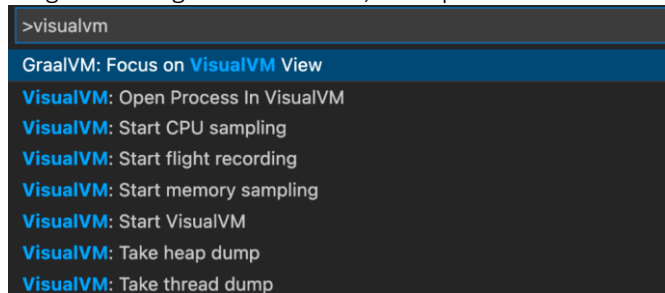 >visualvm
GraalVM: Focus on VisualVM View
VisualVM: Open Process In VisualVM
VisualVM: Start CPU sampling
VisualVM: Start flight recording
VisualVM: Start memory sampling
VisualVM: Start VisualVM
VisualVM: Take heap dump
VisualVM: Take thread dump